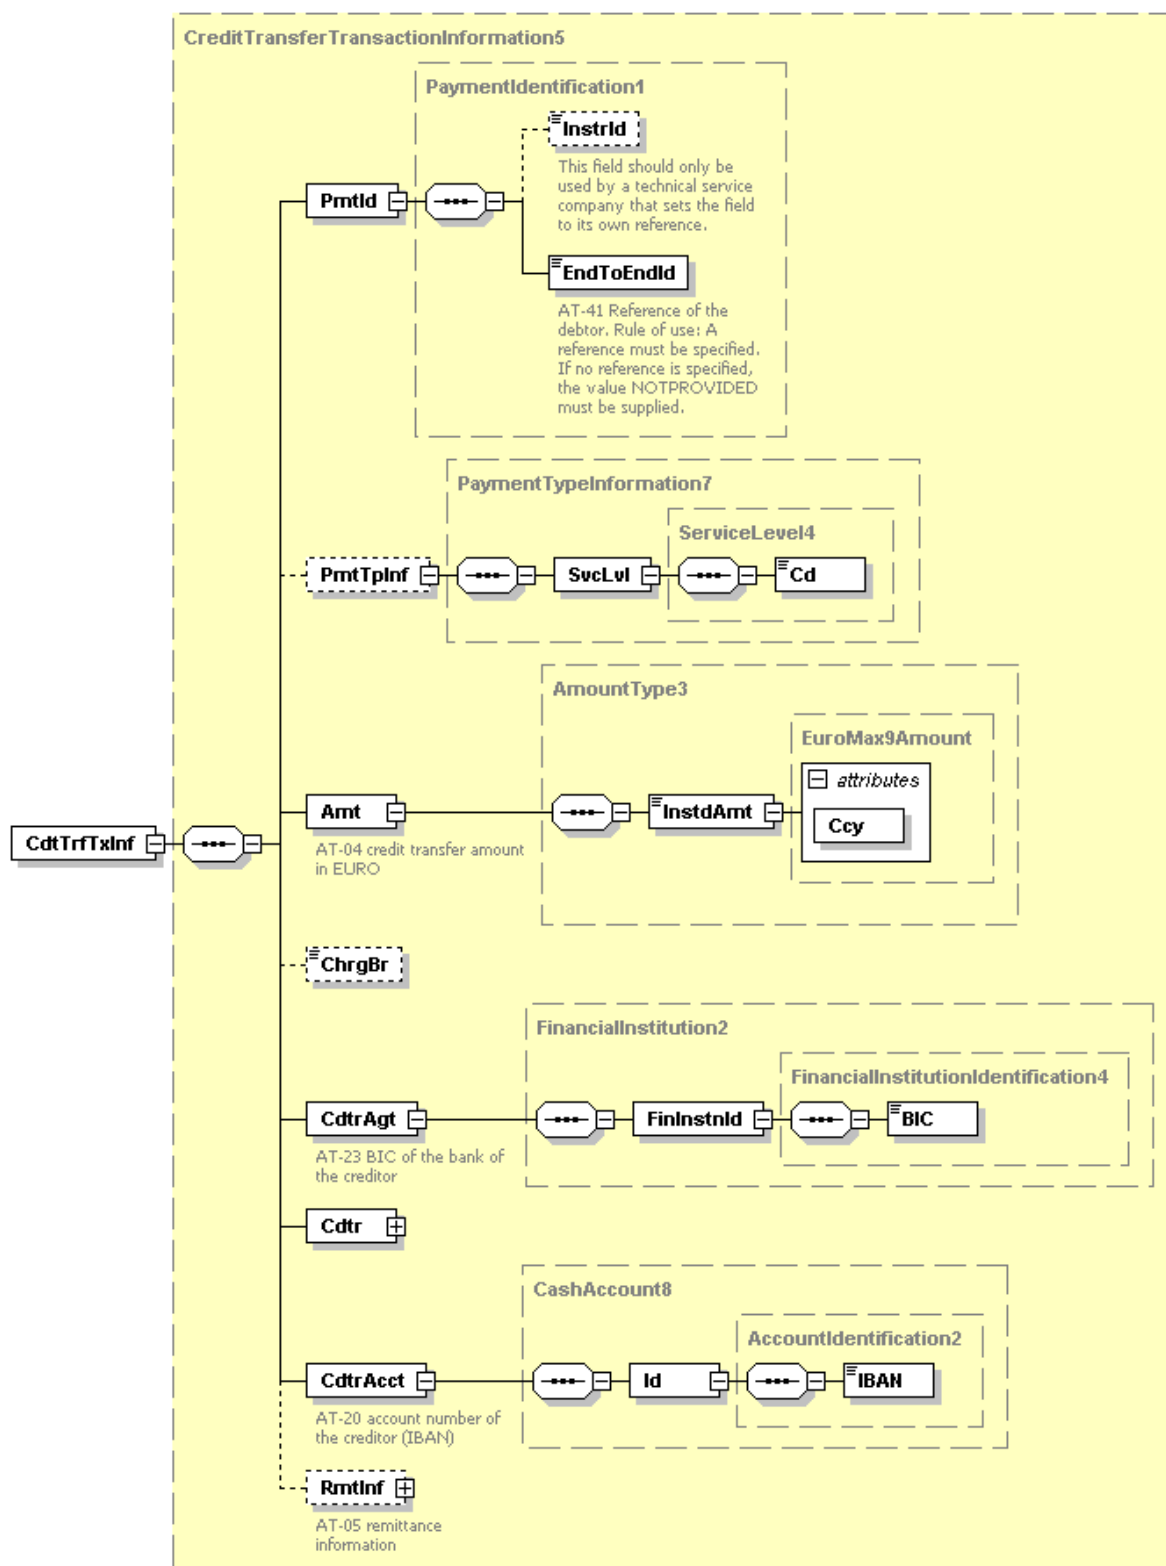 CreditTransferTransactionInformation5
PaymentIdentification1
InstrId
This field should only be
used by a technical service
company that sets the field
to its own reference.
PmtId
EndToEndId
AT-41 Reference of the
debtor. Rule of use: A
reference must be specified.
If no reference is specified,
the value NOTPROVIDED
must be supplied.
PaymentTypeInformation7
ServiceLevel4
PmtTpInf
SvcLvl
Cd
AmountType3
EuroMax9Amount
attributes
Amt
InstdAmt
Ccy
AT-04 credit transfer amount
in EURO
CdtTrfTxInf
ChrgBr
FinancialInstitution2
FinancialInstitutionIdentification4
CdtrAgt
FinInstnId
BIC
AT-23 BIC of the bank of
the creditor
Cdtr
CashAccount8
AccountIdentification2
CdtrAcct
Id
IBAN
AT-20 account number of
the creditor (IBAN)
RmtInf
AT-05 remittance
information